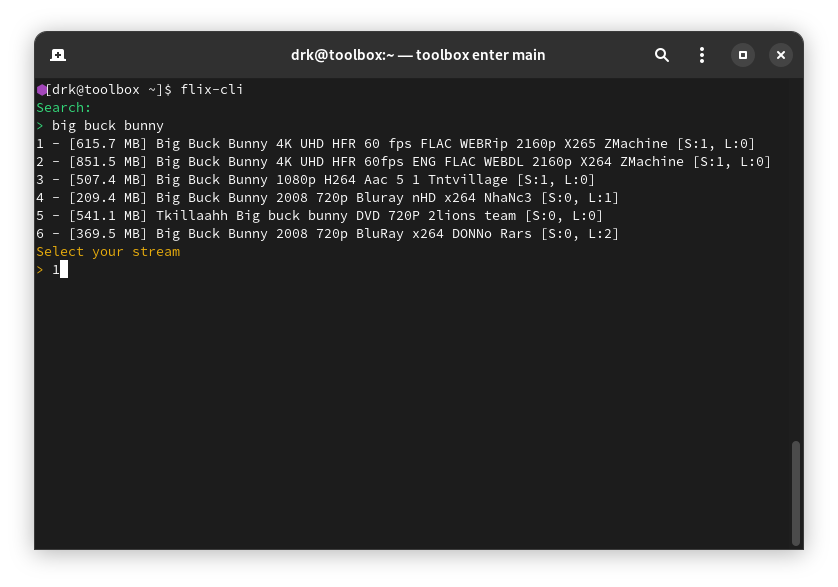 drk@toolbox:~ — toolbox enter main
[drk@toolbox ~]$ flix-cli
Search:
> big buck bunny
1 - [615.7 MB] Big Buck Bunny 4K UHD HFR 60 fps FLAC WEBRip 2160p X265 ZMachine [S:1, L:0]
2 - [851.5 MB] Big Buck Bunny 4K UHD HFR 60fps ENG FLAC WEBDL 2160p X264 ZMachine [S:1, L:0]
3 - [507.4 MB] Big Buck Bunny 1080p H264 Aac 5 1 Tntvillage [S:1, L:0]
4 - [209.4 MB] Big Buck Bunny 2008 720p Bluray nHD x264 NhaNc3 [S:0, L:1]
5 - [541.1 MB] Tkillaahh Big buck bunny DVD 720P 2lions team [S:0, L:0]
6 - [369.5 MB] Big Buck Bunny 2008 720p BluRay x264 DONNo Rars [S:0, L:2]
Select your stream
> 1